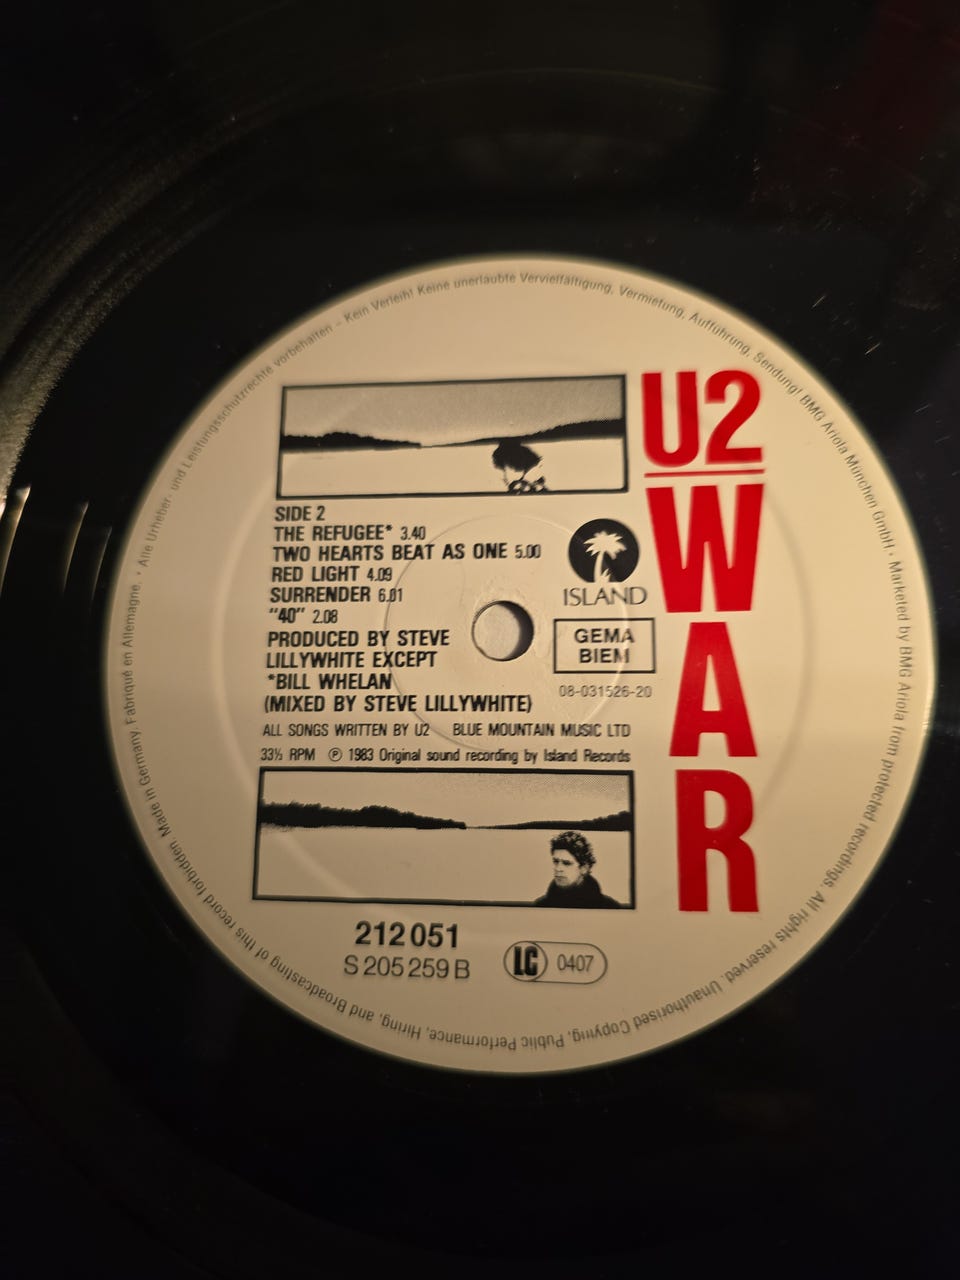 U2
WAR
SIDE 2
THE REFUGEE* 3.40
TWO HEARTS BEAT AS ONE 5.00
RED LIGHT 4.09
SURRENDER 6.01
"40" 2.08
PRODUCED BY STEVE
LILLYWHITE EXCEPT
*BILL WHELAN
(MIXED BY STEVE LILLYWHITE)
ALL SONGS WRITTEN BY U2 BLUE MOUNTAIN MUSIC LTD
33⅓ RPM ℗ 1983 Original sound recording by Island Records
ISLAND
GEMA
BIEM
08-031526-20
212 051
S 205 259 B
LC 0407
Alle Urheber- und Leistungsschutzrechte vorbehalten – Kein Verleih! Keine unerlaubte Vervielfältigung, Vermietung, Aufführung, Sendung! BMG Ariola München GmbH. • Marketed by BMG Ariola from protected recordings. All rights reserved. Unauthorised Copying, Public Performance, Hiring, and Broadcasting of this record forbidden. Made in Germany. Fabriqué en Allemagne. •